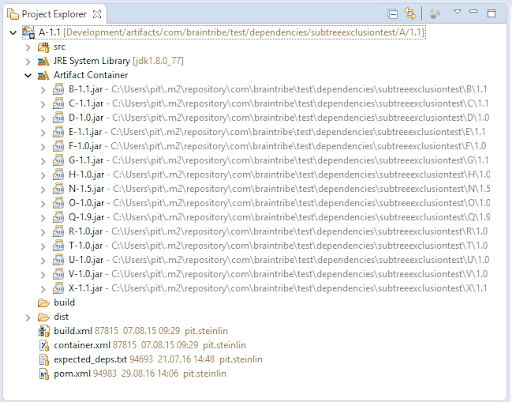 Project Explorer
A-1.1 [Development/artifacts/com/braintribe/test/dependencies/subtreeexclusiontest/A/1.1]
src
JRE System Library [jdk1.8.0_77]
Artifact Container
B-1.1.jar - C:\Users\pit\.m2\repository\com\braintribe\test\dependencies\subtreeexclusiontest\B\1.1
C-1.1.jar - C:\Users\pit\.m2\repository\com\braintribe\test\dependencies\subtreeexclusiontest\C\1.1
D-1.0.jar - C:\Users\pit\.m2\repository\com\braintribe\test\dependencies\subtreeexclusiontest\D\1.0
E-1.1.jar - C:\Users\pit\.m2\repository\com\braintribe\test\dependencies\subtreeexclusiontest\E\1.1
F-1.0.jar - C:\Users\pit\.m2\repository\com\braintribe\test\dependencies\subtreeexclusiontest\F\1.0
G-1.1.jar - C:\Users\pit\.m2\repository\com\braintribe\test\dependencies\subtreeexclusiontest\G\1.1
H-1.0.jar - C:\Users\pit\.m2\repository\com\braintribe\test\dependencies\subtreeexclusiontest\H\1.0
N-1.5.jar - C:\Users\pit\.m2\repository\com\braintribe\test\dependencies\subtreeexclusiontest\N\1.5
O-1.0.jar - C:\Users\pit\.m2\repository\com\braintribe\test\dependencies\subtreeexclusiontest\O\1.0
Q-1.9.jar - C:\Users\pit\.m2\repository\com\braintribe\test\dependencies\subtreeexclusiontest\Q\1.9
R-1.0.jar - C:\Users\pit\.m2\repository\com\braintribe\test\dependencies\subtreeexclusiontest\R\1.0
T-1.0.jar - C:\Users\pit\.m2\repository\com\braintribe\test\dependencies\subtreeexclusiontest\T\1.0
U-1.0.jar - C:\Users\pit\.m2\repository\com\braintribe\test\dependencies\subtreeexclusiontest\U\1.0
V-1.0.jar - C:\Users\pit\.m2\repository\com\braintribe\test\dependencies\subtreeexclusiontest\V\1.0
X-1.1.jar - C:\Users\pit\.m2\repository\com\braintribe\test\dependencies\subtreeexclusiontest\X\1.1
build
dist
build.xml 87815 07.08.15 09:29 pit.steinlin
container.xml 87815 07.08.15 09:29 pit.steinlin
expected_deps.txt 94693 21.07.16 14:48 pit.steinlin
pom.xml 94983 29.08.16 14:06 pit.steinlin